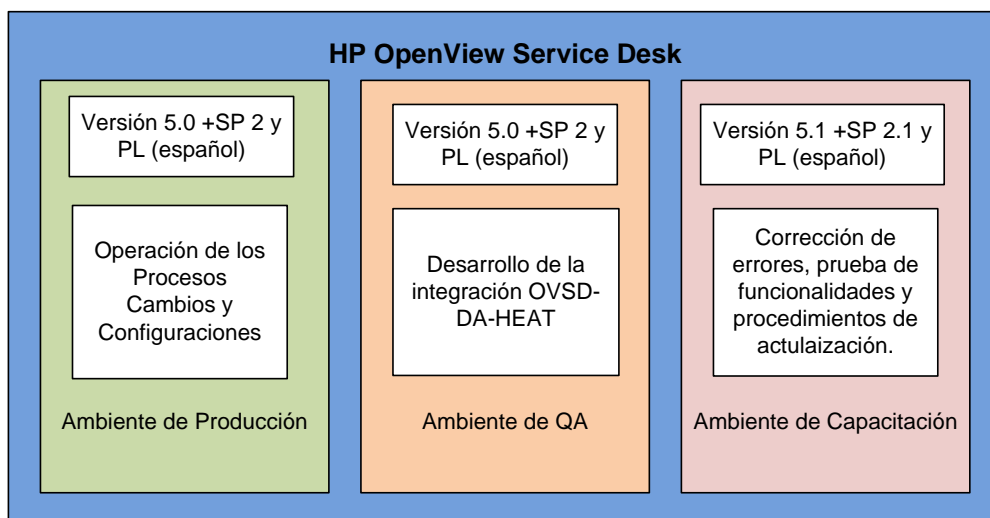 HP OpenView Service Desk
Versión 5.0 +SP 2 y
PL (español)
Operación de los
Procesos
Cambios y
Configuraciones
Ambiente de Producción
Versión 5.0 +SP 2 y
PL (español)
Desarrollo de la
integración OVSD-
DA-HEAT
Ambiente de QA
Versión 5.1 +SP 2.1 y
PL (español)
Corrección de
errores, prueba de
funcionalidades y
procedimientos de
actulaización.
Ambiente de Capacitación